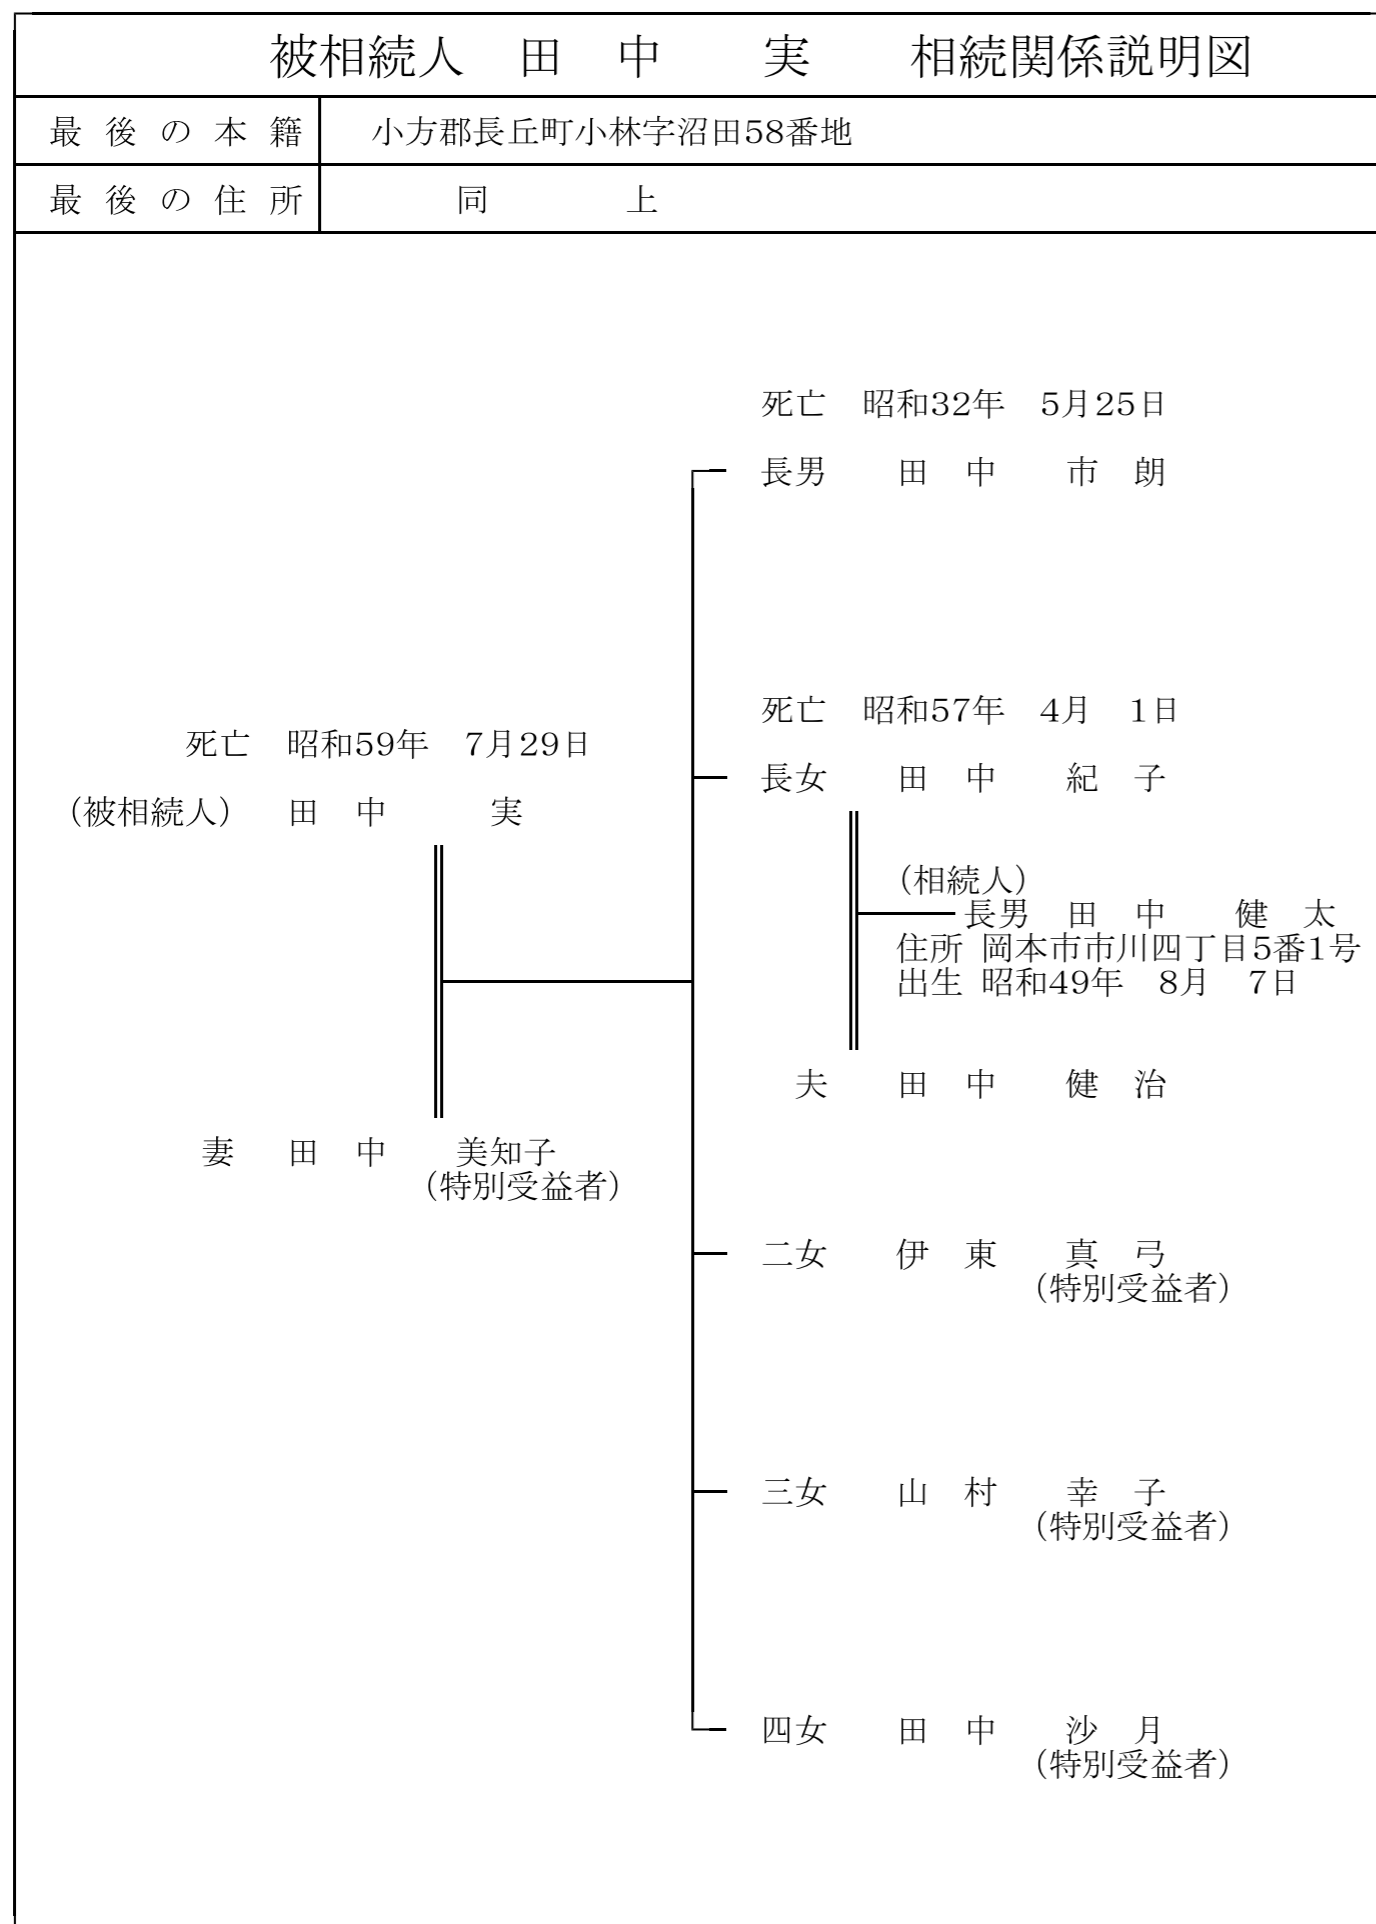 被相続人　田　中　　実　　相続関係説明図
最後の本籍　小方郡長丘町小林字沼田58番地
最後の住所　同　　上
死亡　昭和32年　5月25日
長男　田　中　市　朗
死亡　昭和59年　7月29日
（被相続人）　田　中　　実
妻　田　中　美知子
（特別受益者）
死亡　昭和57年　4月　1日
長女　田　中　紀　子
（相続人）
長男　田　中　健　太
住所 岡本市市川四丁目5番1号
出生 昭和49年　8月　7日
夫　田　中　健　治
二女　伊　東　真　弓
（特別受益者）
三女　山　村　幸　子
（特別受益者）
四女　田　中　沙　月
（特別受益者）